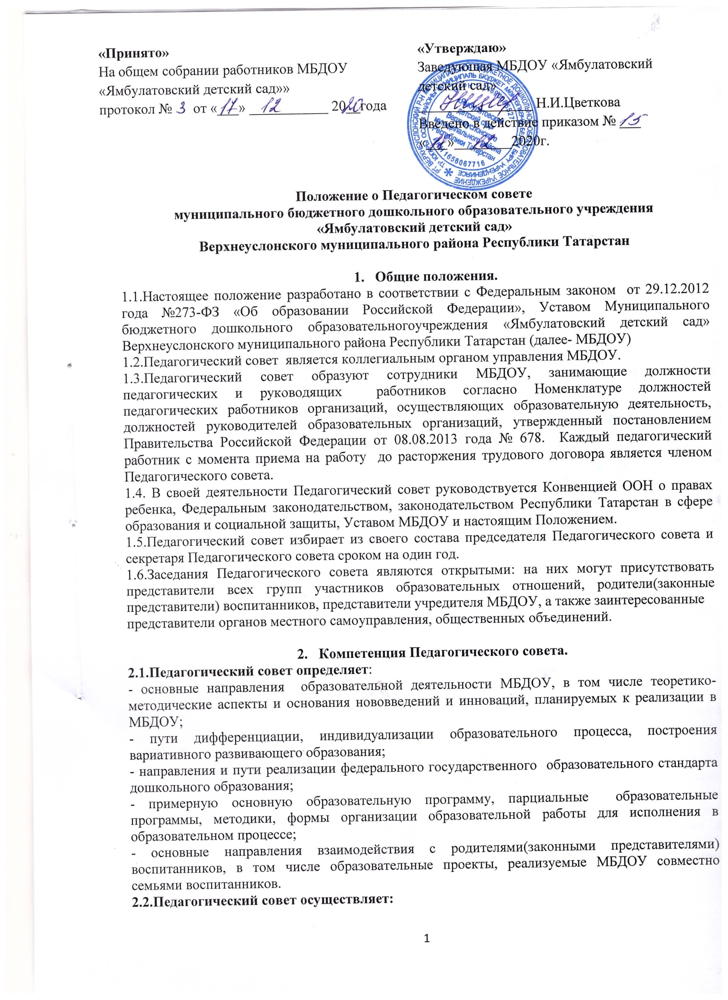 «Принято»
На общем собрании работников МБДОУ
«Ямбулатовский детский сад»»
протокол № 3 от «17» 12 2020года
«Утверждаю»
Заведующая МБДОУ «Ямбулатовский
детский сад»
Н.И.Цветкова
Введено в действие приказом № 15
« » 2020г.
«Ямбулатовский
детский сад»
Верхнеуслонского
муниципального района
Республики Татарстан
ИНН 1658067716
Положение о Педагогическом совете
муниципального бюджетного дошкольного образовательного учреждения
«Ямбулатовский детский сад»
Верхнеуслонского муниципального района Республики Татарстан
1. Общие положения.
1.1.Настоящее положение разработано в соответствии с Федеральным законом от 29.12.2012
года №273-ФЗ «Об образовании Российской Федерации», Уставом Муниципального
бюджетного дошкольного образовательногоучреждения «Ямбулатовский детский сад»
Верхнеуслонского муниципального района Республики Татарстан (далее- МБДОУ)
1.2.Педагогический совет является коллегиальным органом управления МБДОУ.
1.3.Педагогический совет образуют сотрудники МБДОУ, занимающие должности
педагогических и руководящих работников согласно Номенклатуре должностей
педагогических работников организаций, осуществляющих образовательную деятельность,
должностей руководителей образовательных организаций, утвержденный постановлением
Правительства Российской Федерации от 08.08.2013 года № 678. Каждый педагогический
работник с момента приема на работу до расторжения трудового договора является членом
Педагогического совета.
1.4. В своей деятельности Педагогический совет руководствуется Конвенцией ООН о правах
ребенка, Федеральным законодательством, законодательством Республики Татарстан в сфере
образования и социальной защиты, Уставом МБДОУ и настоящим Положением.
1.5.Педагогический совет избирает из своего состава председателя Педагогического совета и
секретаря Педагогического совета сроком на один год.
1.6.Заседания Педагогического совета являются открытыми: на них могут присутствовать
представители всех групп участников образовательных отношений, родители(законные
представители) воспитанников, представители учредителя МБДОУ, а также заинтересованные
представители органов местного самоуправления, общественных объединений.
2. Компетенция Педагогического совета.
2.1.Педагогический совет определяет:
- основные направления образовательной деятельности МБДОУ, в том числе теоретико-
методические аспекты и основания нововведений и инноваций, планируемых к реализации в
МБДОУ;
- пути дифференциации, индивидуализации образовательного процесса, построения
вариативного развивающего образования;
- направления и пути реализации федерального государственного образовательного стандарта
дошкольного образования;
- примерную основную образовательную программу, парциальные образовательные
программы, методики, формы организации образовательной работы для исполнения в
образовательном процессе;
- основные направления взаимодействия с родителями(законными представителями)
воспитанников, в том числе образовательные проекты, реализуемые МБДОУ совместно
семьями воспитанников.
2.2.Педагогический совет осуществляет:
1